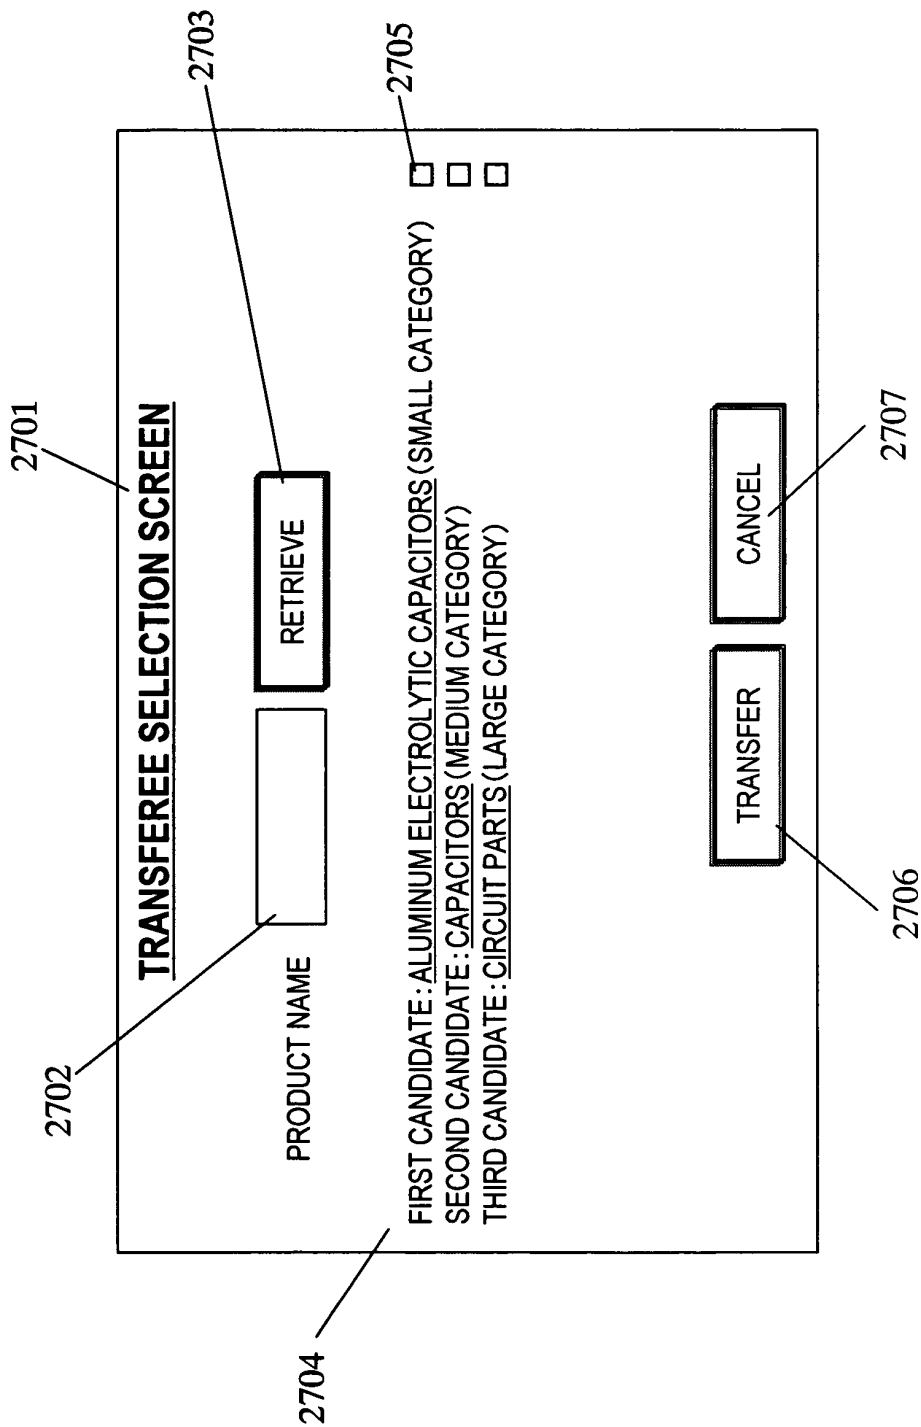 2701
TRANSFEREE SELECTION SCREEN
2703
2702
PRODUCT NAME
RETRIEVE
2704
2705
FIRST CANDIDATE:ALUMINUM ELECTROLYTIC CAPACITORS(SMALL CATEGORY)
SECOND CANDIDATE:CAPACITORS(MEDIUM CATEGORY)
THIRD CANDIDATE:CIRCUIT PARTS(LARGE CATEGORY)
TRANSFER
CANCEL
2706
2707